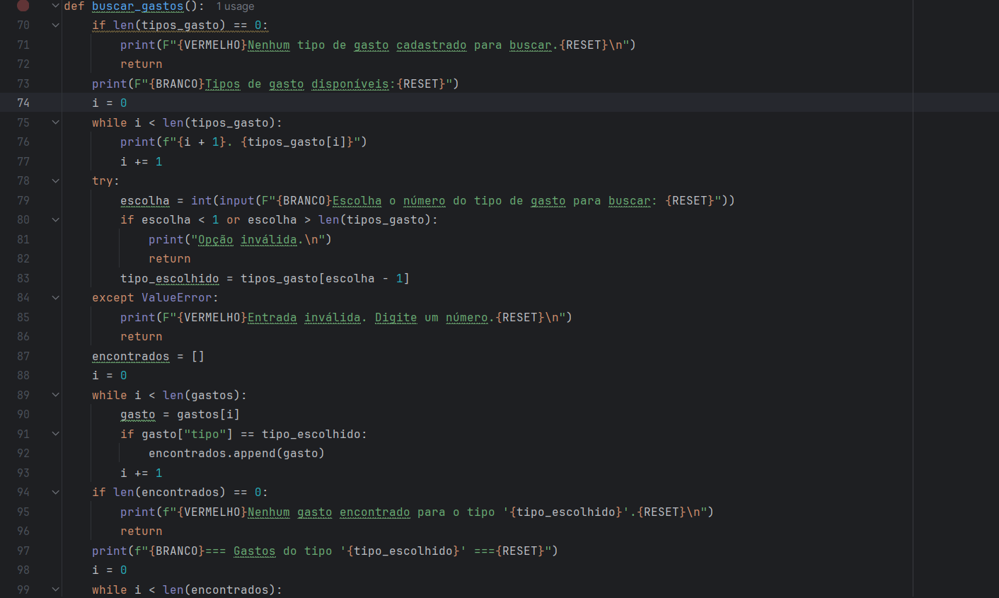 def buscar_gastos(): 1 usage
70 if len(tipos_gasto) == 0:
71 print(F"{VERMELHO}Nenhum tipo de gasto cadastrado para buscar.{RESET}\n")
72 return
73 print(F"{BRANCO}Tipos de gasto disponíveis:{RESET}")
74 i = 0
75 while i < len(tipos_gasto):
76 print(f"{i + 1}. {tipos_gasto[i]}")
77 i += 1
78 try:
79 escolha = int(input(F"{BRANCO}Escolha o número do tipo de gasto para buscar: {RESET}"))
80 if escolha < 1 or escolha > len(tipos_gasto):
81 print("Opção inválida.\n")
82 return
83 tipo_escolhido = tipos_gasto[escolha - 1]
84 except ValueError:
85 print(F"{VERMELHO}Entrada inválida. Digite um número.{RESET}\n")
86 return
87 encontrados = []
88 i = 0
89 while i < len(gastos):
90 gasto = gastos[i]
91 if gasto["tipo"] == tipo_escolhido:
92 encontrados.append(gasto)
93 i += 1
94 if len(encontrados) == 0:
95 print(f"{VERMELHO}Nenhum gasto encontrado para o tipo '{tipo_escolhido}'.{RESET}\n")
96 return
97 print(f"{BRANCO}=== Gastos do tipo '{tipo_escolhido}' ==={RESET}")
98 i = 0
99 while i < len(encontrados):